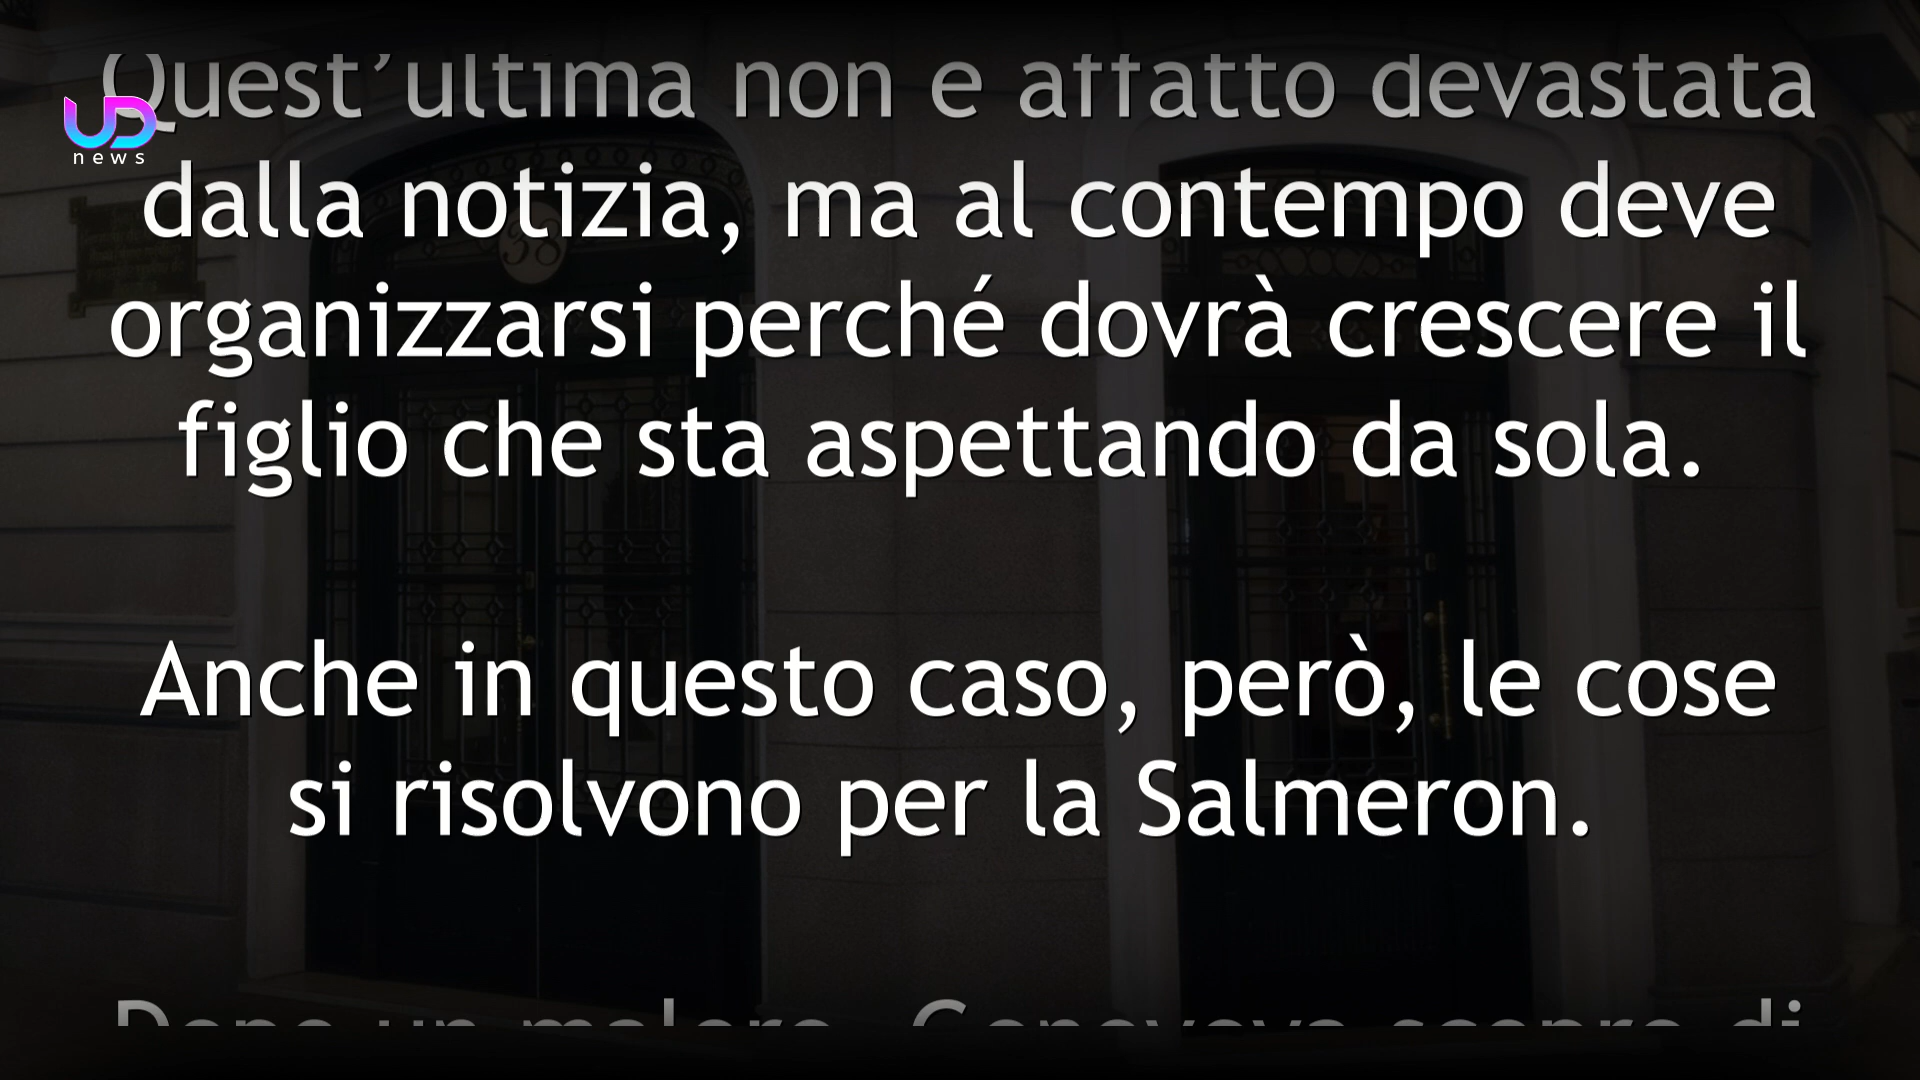 Quest’ultima non è affatto devastata
UD
news
dalla notizia, ma al contempo deve
38
organizzarsi perché dovrà crescere il
figlio che sta aspettando da sola.
Anche in questo caso, però, le cose
si risolvono per la Salmeron.
Dopo un malore, Genoveva scopre di